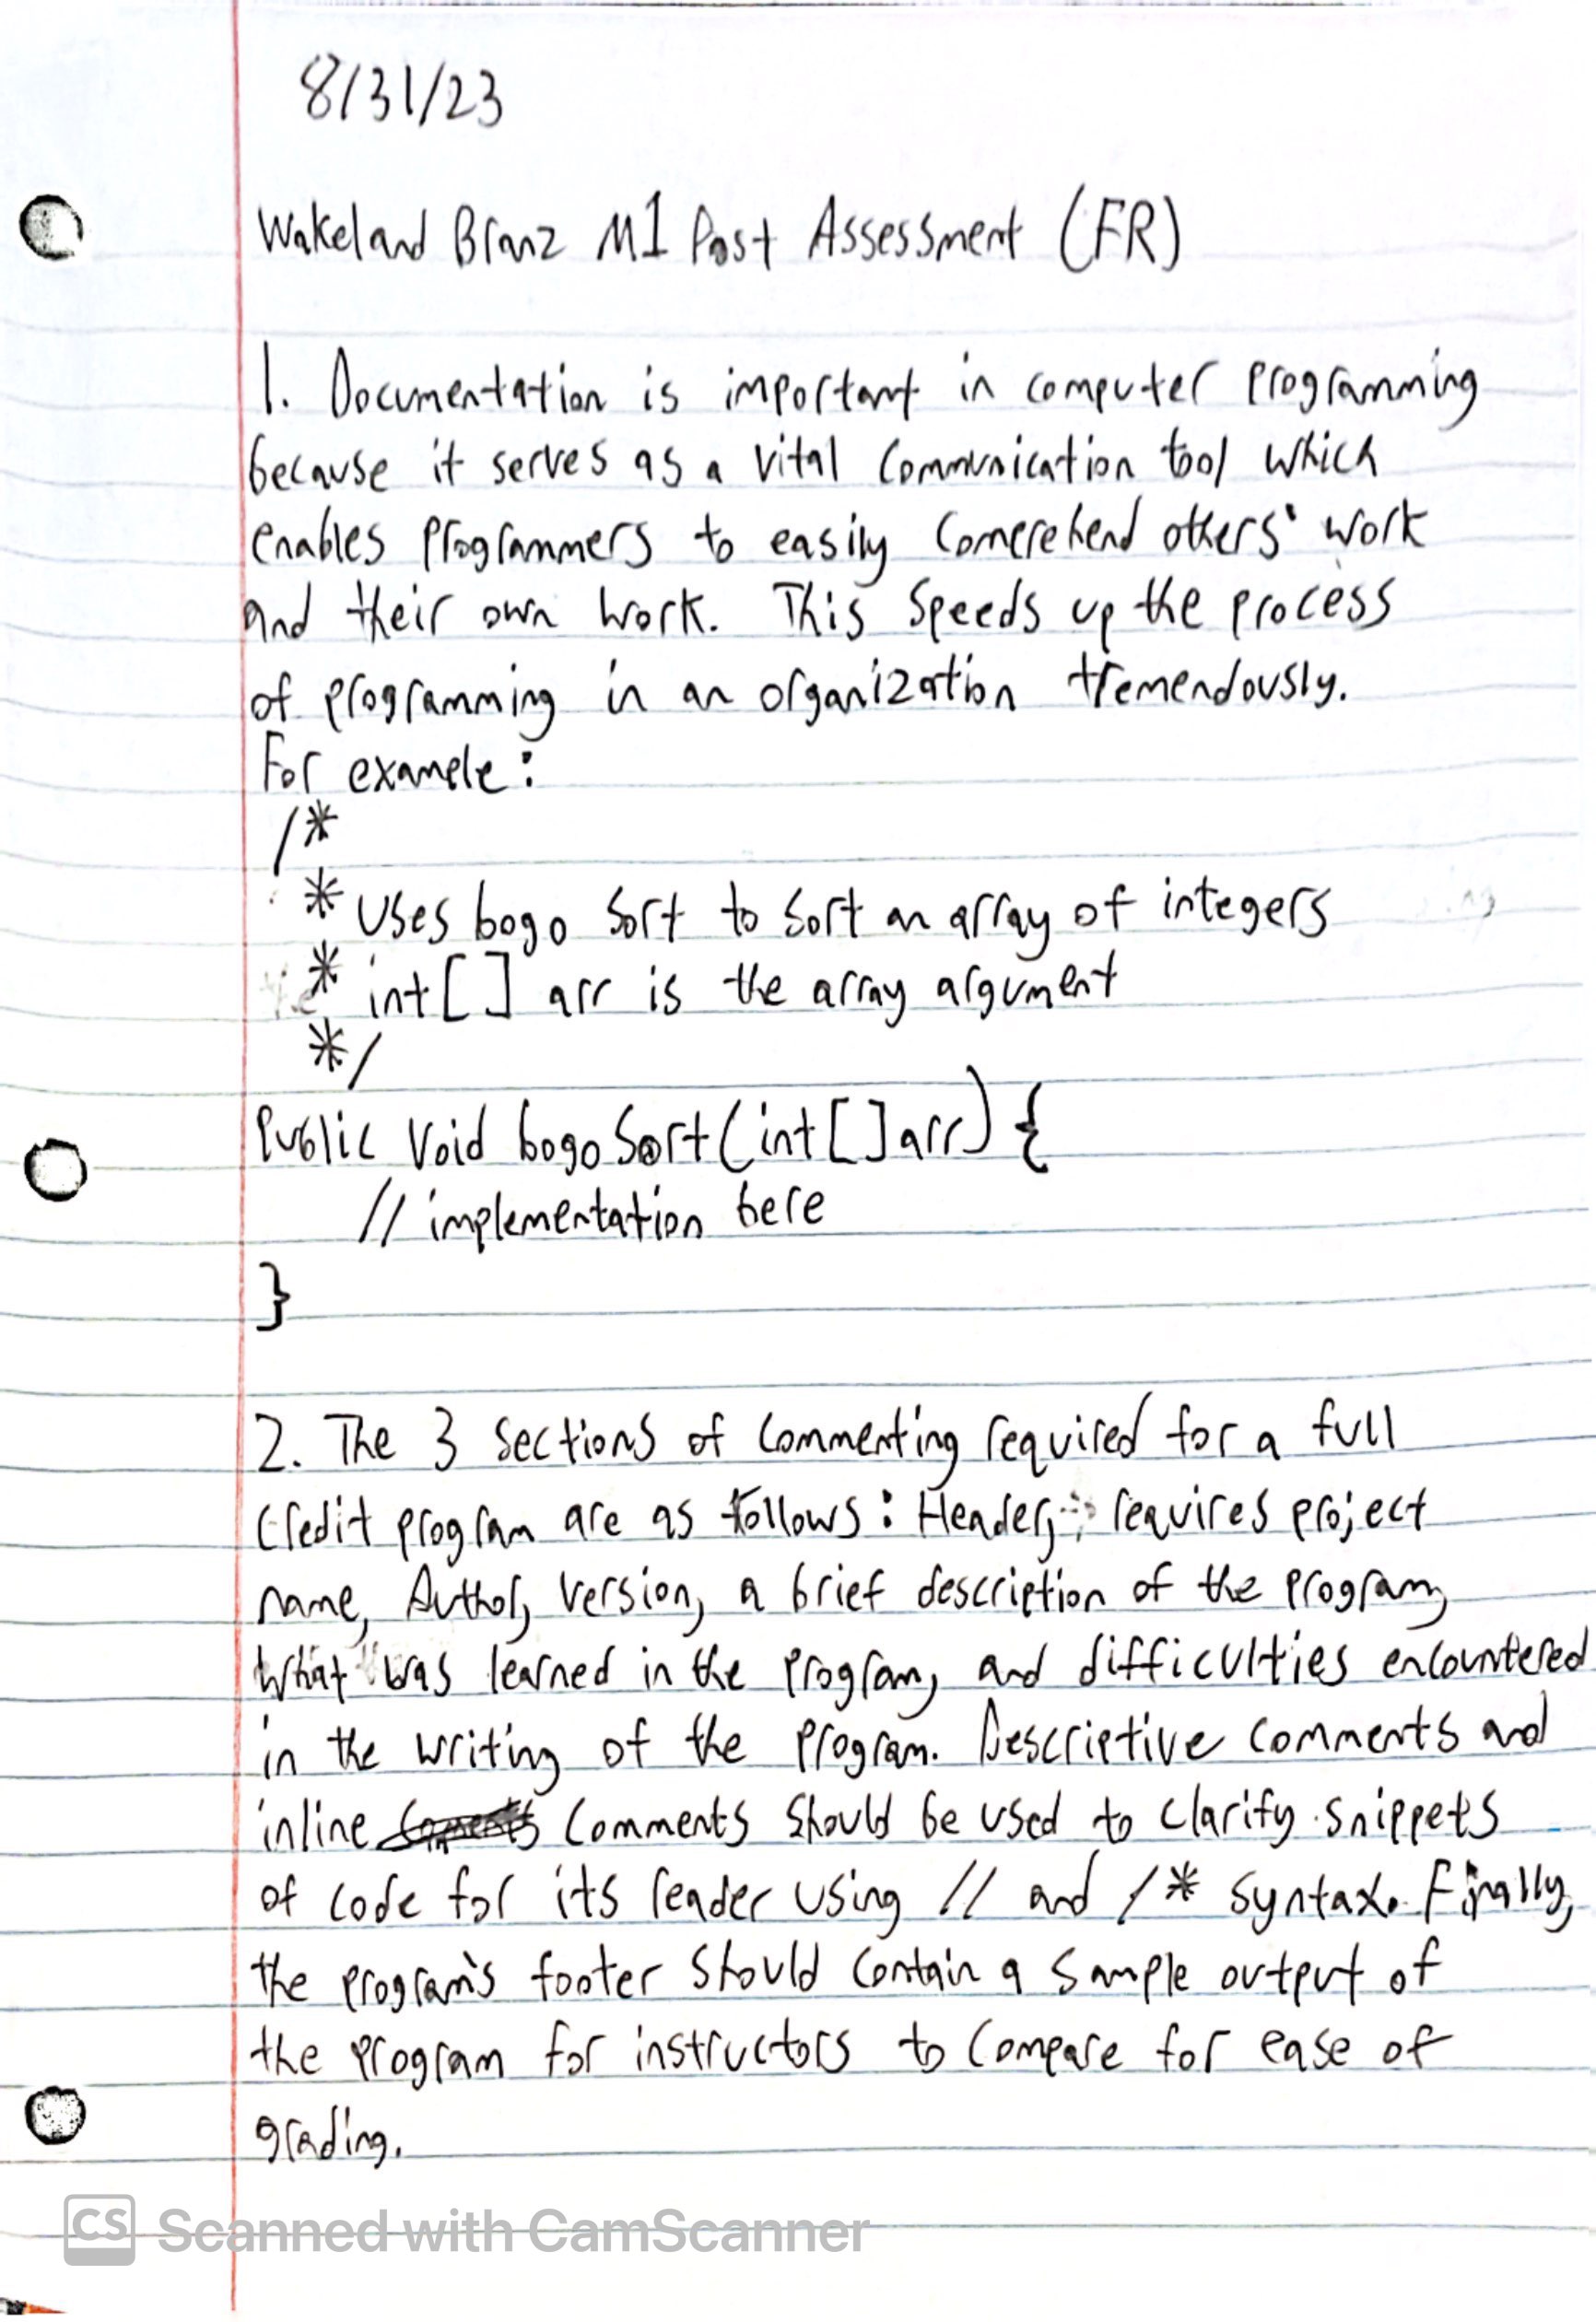 8/31/23
Wakeland Branz M1 Post Assessment (FR)
1. Documentation is important in computer programming
because it serves as a vital communication tool which
enables programmers to easily comprehend others' work
and their own work. This speeds up the process
of programming in an organization tremendously.
For example:
/*
* Uses bogo sort to sort an array of integers
* int[] arr is the array argument
*/
Public Void bogoSort(int[] arr) {
// implementation here
}
2. The 3 sections of commenting required for a full
credit program are as follows: Header, requires project
name, Author, version, a brief description of the program,
what was learned in the program, and difficulties encountered
in the writing of the program. Descriptive comments and
inline comments should be used to clarify snippets
of code for its reader using // and /* syntax. Finally,
the program's footer should contain a sample output of
the program for instructors to compare for ease of
grading.
CS Scanned with CamScanner